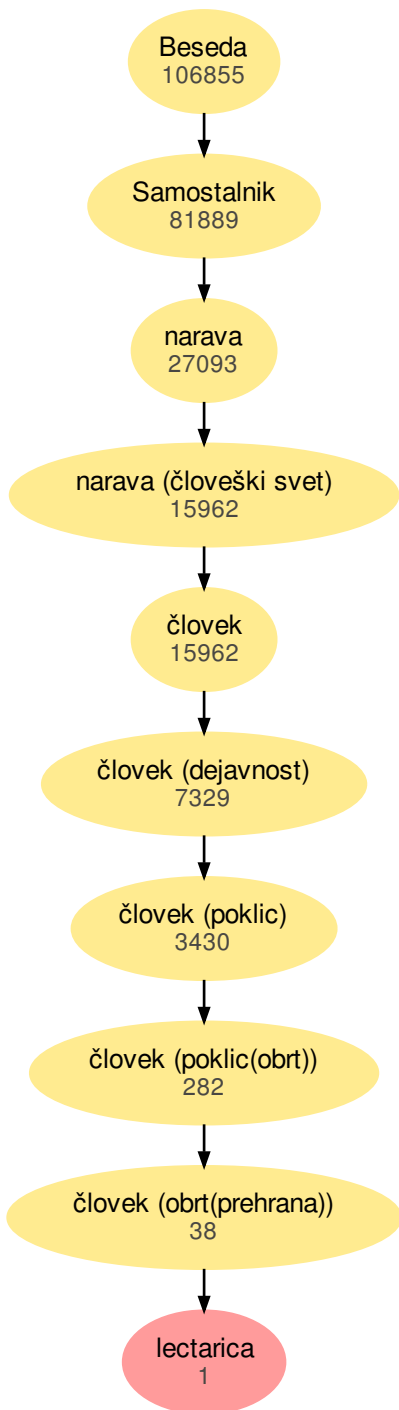 Beseda
106855
Samostalnik
81889
narava
27093
narava (človeški svet)
15962
človek
15962
človek (dejavnost)
7329
človek (poklic)
3430
človek (poklic(obrt))
282
človek (obrt(prehrana))
38
lectarica
1